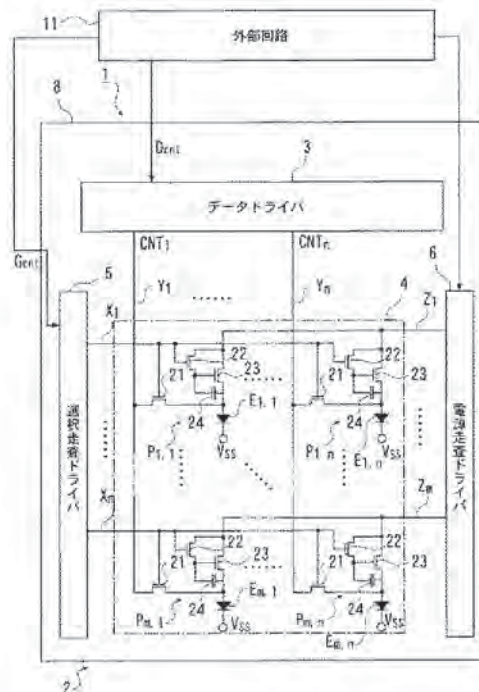 11
外部回路
1
8
Dcnt
3
データドライバ
CNT1 CNTn
Gcnt
5
6
Y1 Yn
4
X1 Z1
22 22
21 23 21 23
24 E1,1 24
P1,1 VSS P1,n E1,n VSS
選択走査ドライバ
電源走査ドライバ
Zm
22 22
21 23 21 23
24 Em,1 24
Pm,1 VSS Pm,n VSS
Em,n
2